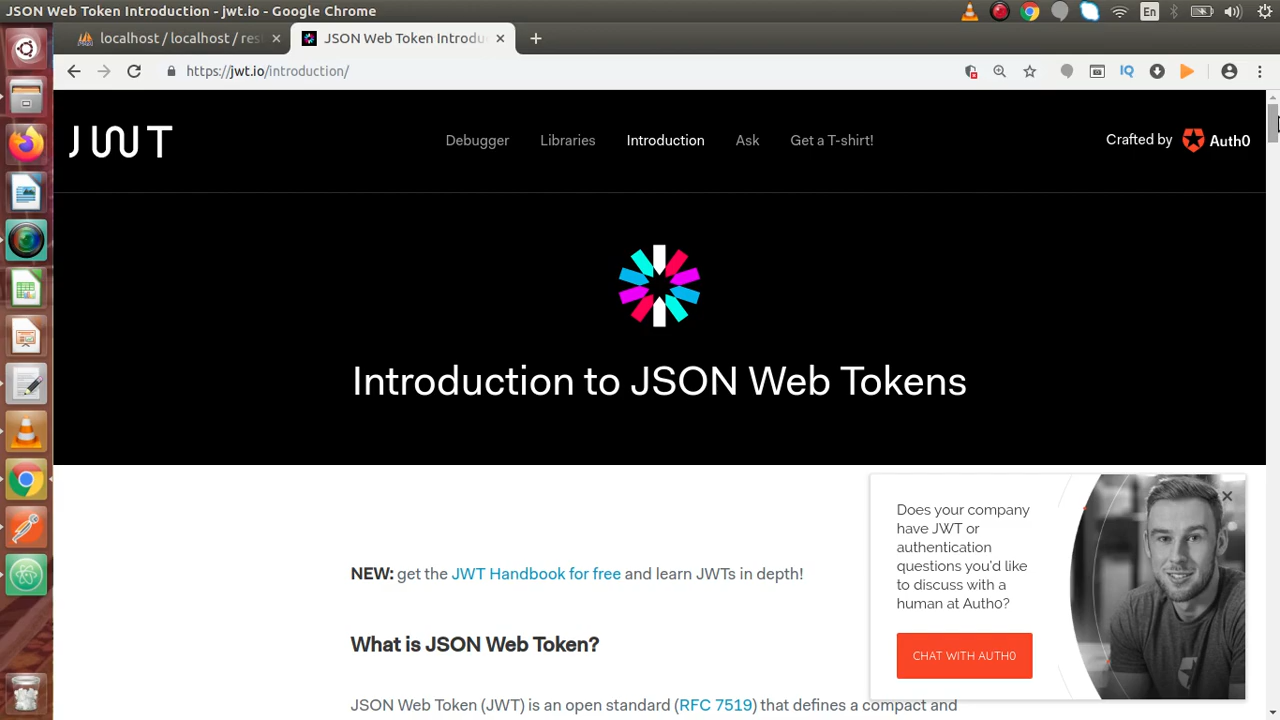 JSON Web Token Introduction - jwt.io - Google Chrome
En
localhost / localhost / res
JSON Web Token Introdu
https://jwt.io/introduction/
IQ
JWT
Debugger
Libraries
Introduction
Ask
Get a T-shirt!
Crafted by Auth0
Introduction to JSON Web Tokens
NEW: get the JWT Handbook for free and learn JWTs in depth!
What is JSON Web Token?
JSON Web Token (JWT) is an open standard (RFC 7519) that defines a compact and
Does your company
have JWT or
authentication
questions you'd like
to discuss with a
human at Auth0?
CHAT WITH AUTH0